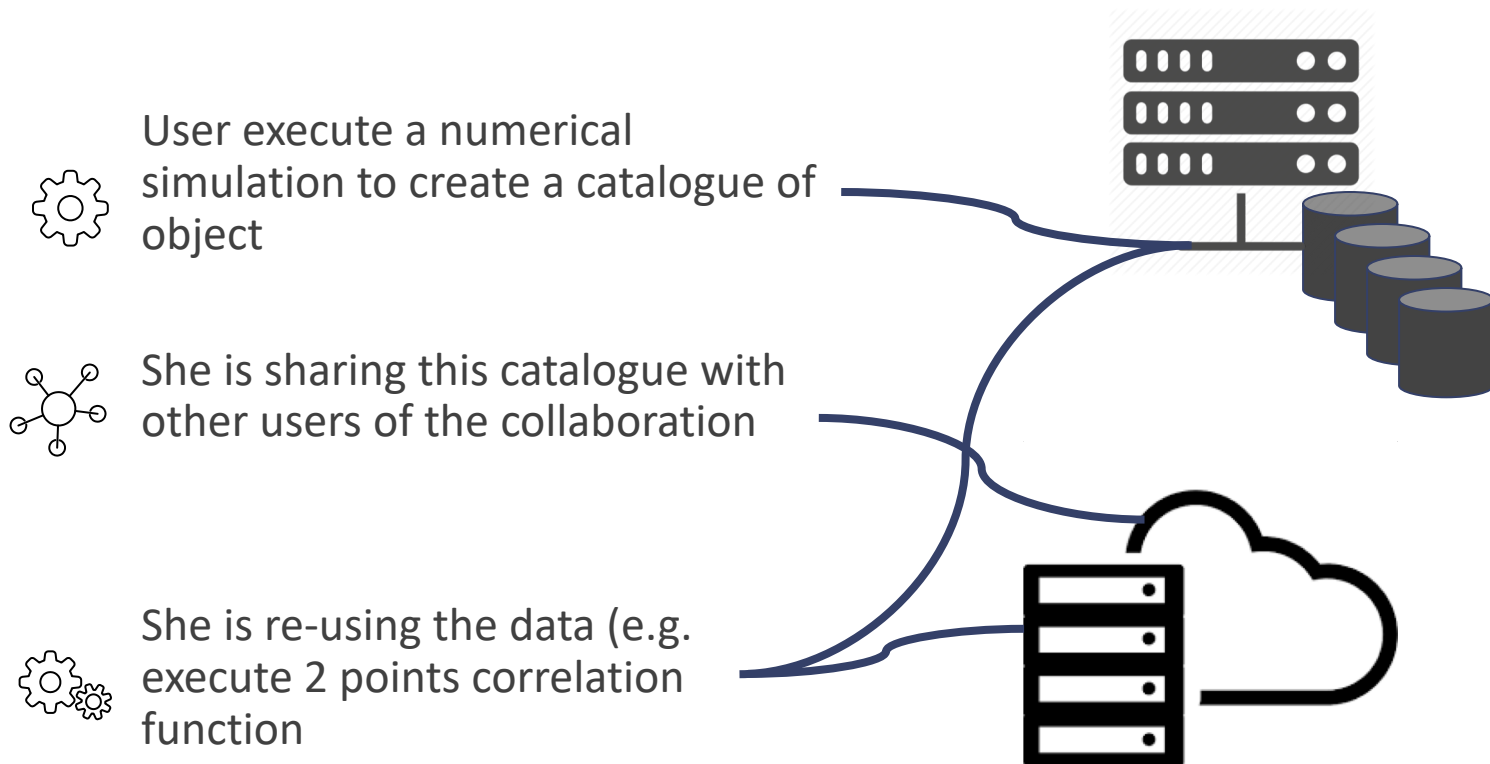 User execute a numerical
simulation to create a catalogue of
object
She is sharing this catalogue with
other users of the collaboration
She is re-using the data (e.g.
execute 2 points correlation
function